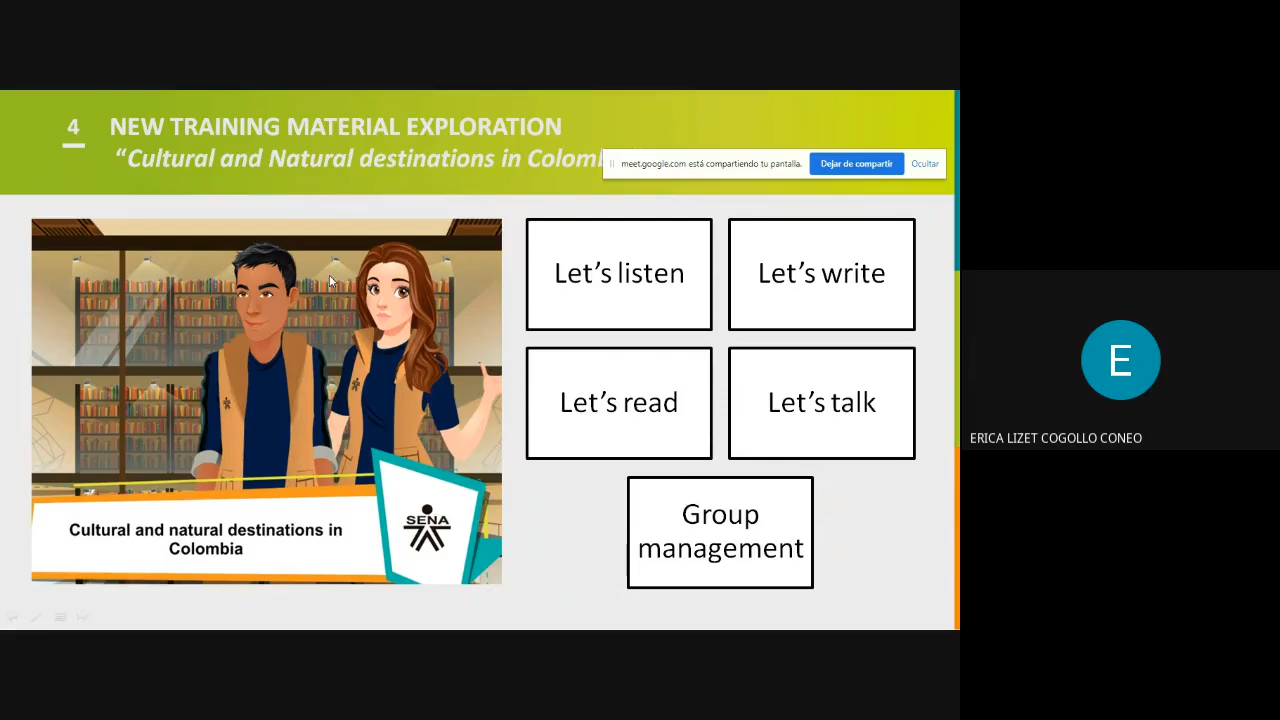 4
NEW TRAINING MATERIAL EXPLORATION
“Cultural and Natural destinations in
meet.google.com está compartiendo tu pantalla.
Dejar de compartir
Ocultar
Let’s listen
Let’s write
Let’s read
Let’s talk
Group
management
Cultural and natural destinations in
Colombia
SENA
E
ERICA LIZET COGOLLO CONEO